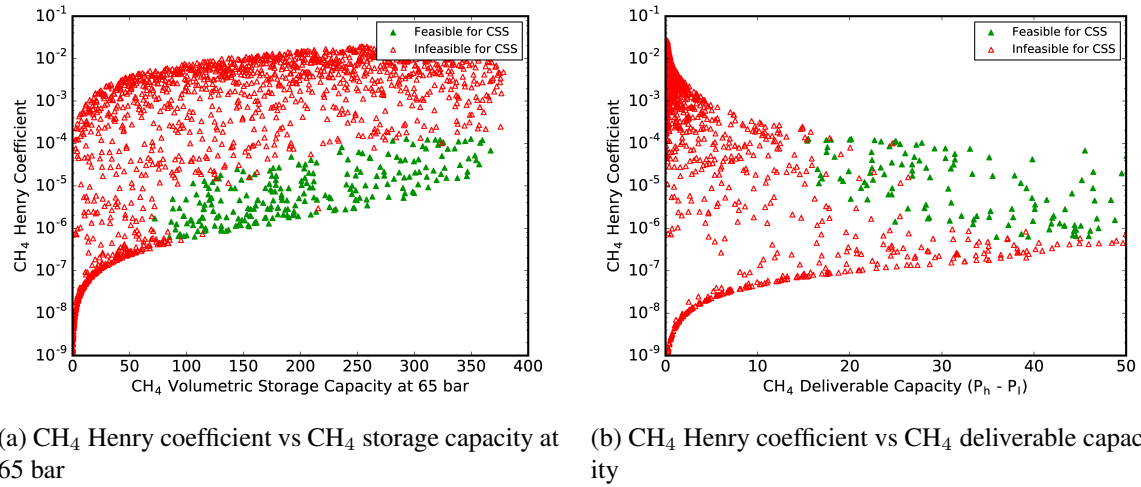 10⁻¹
10⁻²
10⁻³
10⁻⁴
10⁻⁵
10⁻⁶
10⁻⁷
10⁻⁸
10⁻⁹
CH₄ Henry Coefficient
Feasible for CSS
Infeasible for CSS
0 50 100 150 200 250 300 350 400
CH₄ Volumetric Storage Capacity at 65 bar
10⁻¹
10⁻²
10⁻³
10⁻⁴
10⁻⁵
10⁻⁶
10⁻⁷
10⁻⁸
10⁻⁹
CH₄ Henry Coefficient
Feasible for CSS
Infeasible for CSS
0 10 20 30 40 50
CH₄ Deliverable Capacity (Pₕ - Pₗ)
(a) CH₄ Henry coefficient vs CH₄ storage capacity at
65 bar
(b) CH₄ Henry coefficient vs CH₄ deliverable capac
ity